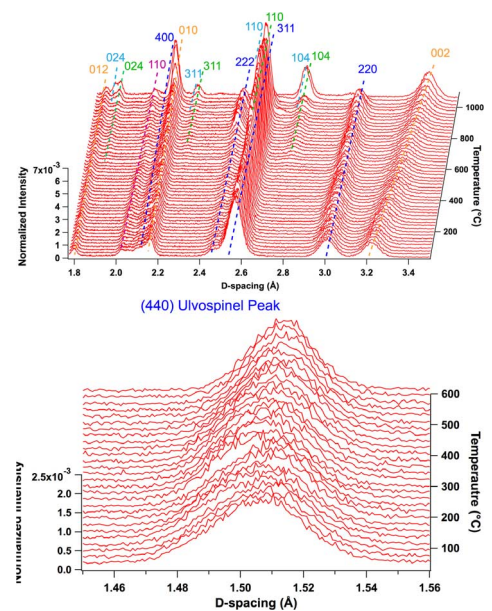 110
110 311
010
400
024
012 024 110 311 311 104 104 002
222 220
7x10⁻³
6
5
4
3
2
1
0
Normalized Intensity
1000
800
600
400
200
Temperature (°C)
1.8 2.0 2.2 2.4 2.6 2.8 3.0 3.2 3.4
D-spacing (Å)
(440) Ulvospinel Peak
2.5x10⁻³
2.0
1.5
1.0
0.5
0.0
Normalized Intensity
600
500
400
300
200
100
Temperautre (°C)
1.46 1.48 1.50 1.52 1.54 1.56
D-spacing (Å)